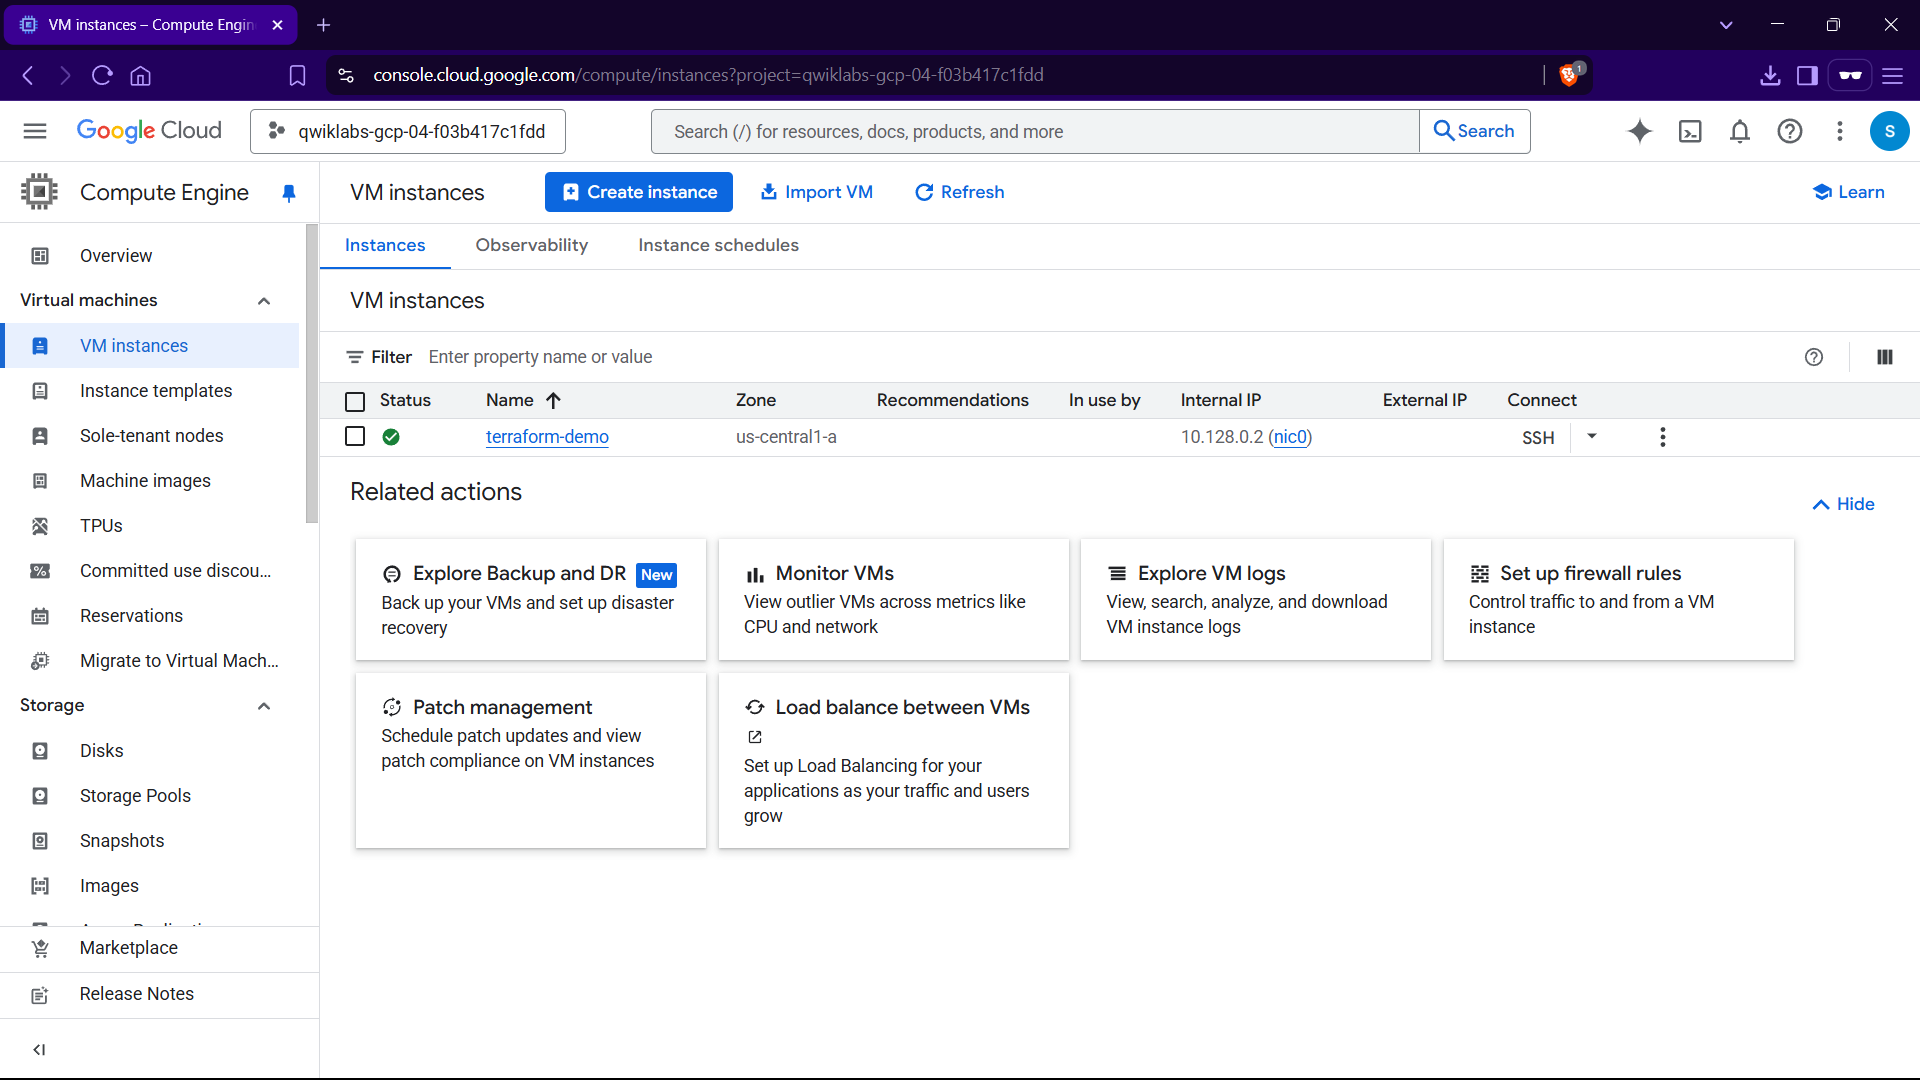 VM instances – Compute Engin
console.cloud.google.com/compute/instances?project=qwiklabs-gcp-04-f03b417c1fdd
1
Google Cloud
qwiklabs-gcp-04-f03b417c1fdd
Search (/) for resources, docs, products, and more
Search
S
Compute Engine
VM instances
Create instance
Import VM
Refresh
Learn
Overview
Virtual machines
VM instances
Instance templates
Sole-tenant nodes
Machine images
TPUs
Committed use discou...
Reservations
Migrate to Virtual Mach...
Storage
Disks
Storage Pools
Snapshots
Images
Marketplace
Release Notes
Instances
Observability
Instance schedules
VM instances
Filter Enter property name or value
Status Name Zone Recommendations In use by Internal IP External IP Connect
terraform-demo us-central1-a 10.128.0.2 (nic0) SSH
Related actions
Hide
Explore Backup and DR New
Back up your VMs and set up disaster
recovery
Monitor VMs
View outlier VMs across metrics like
CPU and network
Explore VM logs
View, search, analyze, and download
VM instance logs
Set up firewall rules
Control traffic to and from a VM
instance
Patch management
Schedule patch updates and view
patch compliance on VM instances
Load balance between VMs
Set up Load Balancing for your
applications as your traffic and users
grow